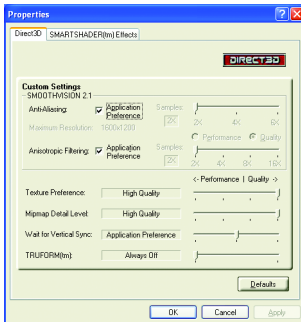 Properties
Direct3D SMARTSHADER(tm) Effects
DIRECT3D
Custom Settings
SMOOTHVISION 2.1
Anti-Aliasing: Application Preference Samples: 2X 2X 4X 6X
Maximum Resolution: 1600x1200
Performance Quality
Anisotropic Filtering: Application Preference Samples: 2X 2X 4X 8X 16X
<- Performance | Quality ->
Texture Preference: High Quality
Mipmap Detail Level: High Quality
Wait for Vertical Sync: Application Preference
TRUFORM(tm): Always Off
Defaults
OK Cancel Apply